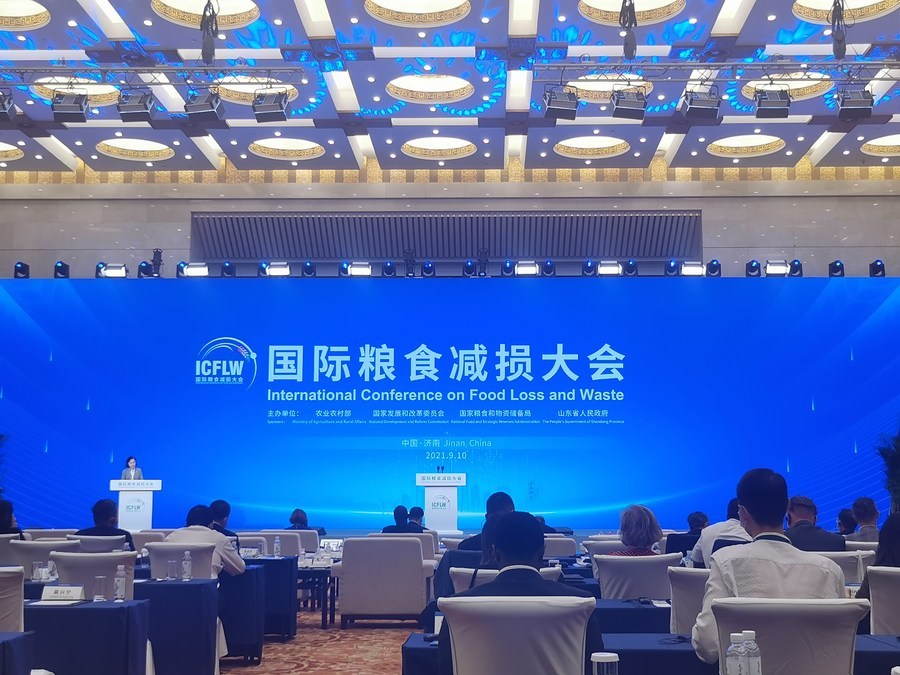 ICFLW
国际粮食减损大会
国际粮食减损大会
International Conference on Food Loss and Waste
主办单位： 农业农村部 国家发展和改革委员会 国家粮食和物资储备局 山东省人民政府
Sponsors: Ministry of Agriculture and Rural Affairs National Development and Reform Commission National Food and Strategic Reserves Administration The People's Government of Shandong Province
中国·济南 Jinan, China
2021.9.10
国际粮食减损大会
ICFLW
国际粮食减损大会
ICFLW